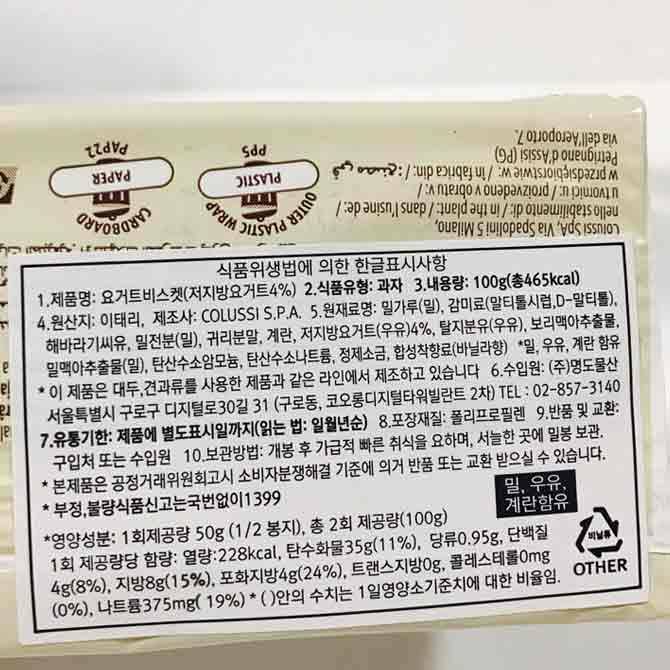 식품위생법에 의한 한글표시사항
1.제품명: 요거트비스켓(저지방요거트4%) 2.식품유형: 과자 3.내용량: 100g(총465kcal)
4.원산지: 이태리, 제조사: COLUSSI S.P.A. 5.원재료명: 밀가루(밀), 감미료(말티톨시럽,D-말티톨),
해바라기씨유, 밀전분(밀), 귀리분말, 계란, 저지방요거트(우유)4%, 탈지분유(우유), 보리맥아추출물,
밀맥아추출물(밀), 탄산수소암모늄, 탄산수소나트륨, 정제소금, 합성착향료(바닐라향) *밀, 우유, 계란 함유
* 이 제품은 대두,견과류를 사용한 제품과 같은 라인에서 제조하고 있습니다 6.수입원: (주)명도물산
서울특별시 구로구 디지털로30길 31 (구로동, 코오롱디지털타워빌란트 2차) TEL : 02-857-3140
7.유통기한: 제품에 별도표시일까지(읽는 법: 일월년순) 8.포장재질: 폴리프로필렌 9.반품 및 교환:
구입처 또는 수입원 10.보관방법: 개봉 후 가급적 빠른 취식을 요하며, 서늘한 곳에 밀봉 보관.
* 본제품은 공정거래위원회고시 소비자분쟁해결 기준에 의거 반품 또는 교환 받으실 수 있습니다.
* 부정,불량식품신고는국번없이1399
밀, 우유,
계란함유
*영양성분: 1회제공량 50g (1/2 봉지), 총 2회 제공량(100g)
1회 제공량당 함량: 열량:228kcal, 탄수화물35g(11%), 당류0.95g, 단백질
4g(8%), 지방8g(15%), 포화지방4g(24%), 트랜스지방0g, 콜레스테롤0mg
(0%), 나트륨375mg( 19%) * ( )안의 수치는 1일영양소기준치에 대한 비율임.
비닐류
OTHER
Colussi SpA, Via Spadolini 5 Milano,
nello stabilimento di: / in the plant: / dans l'usine de:
u tvornici u: / proizvedeno v obratu v:
w przedsiębiorstwie w: / In fabrica din:
Petrignano d'Assisi (PG)
via dell'Aeroporto 7.
OUTER PLASTIC WRAP
PLASTIC
PP5
CARDBOARD
PAPER
PAP22